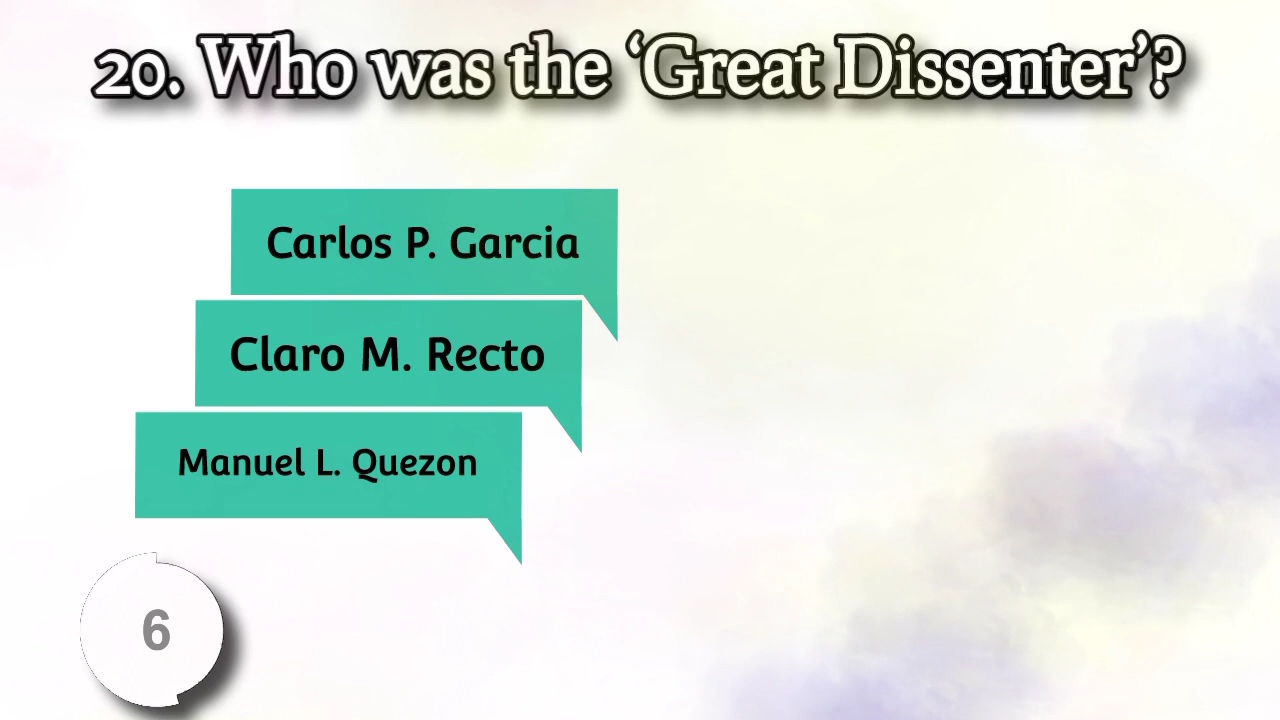 20. Who was the ‘Great Dissenter’?
Carlos P. Garcia
Claro M. Recto
Manuel L. Quezon
6